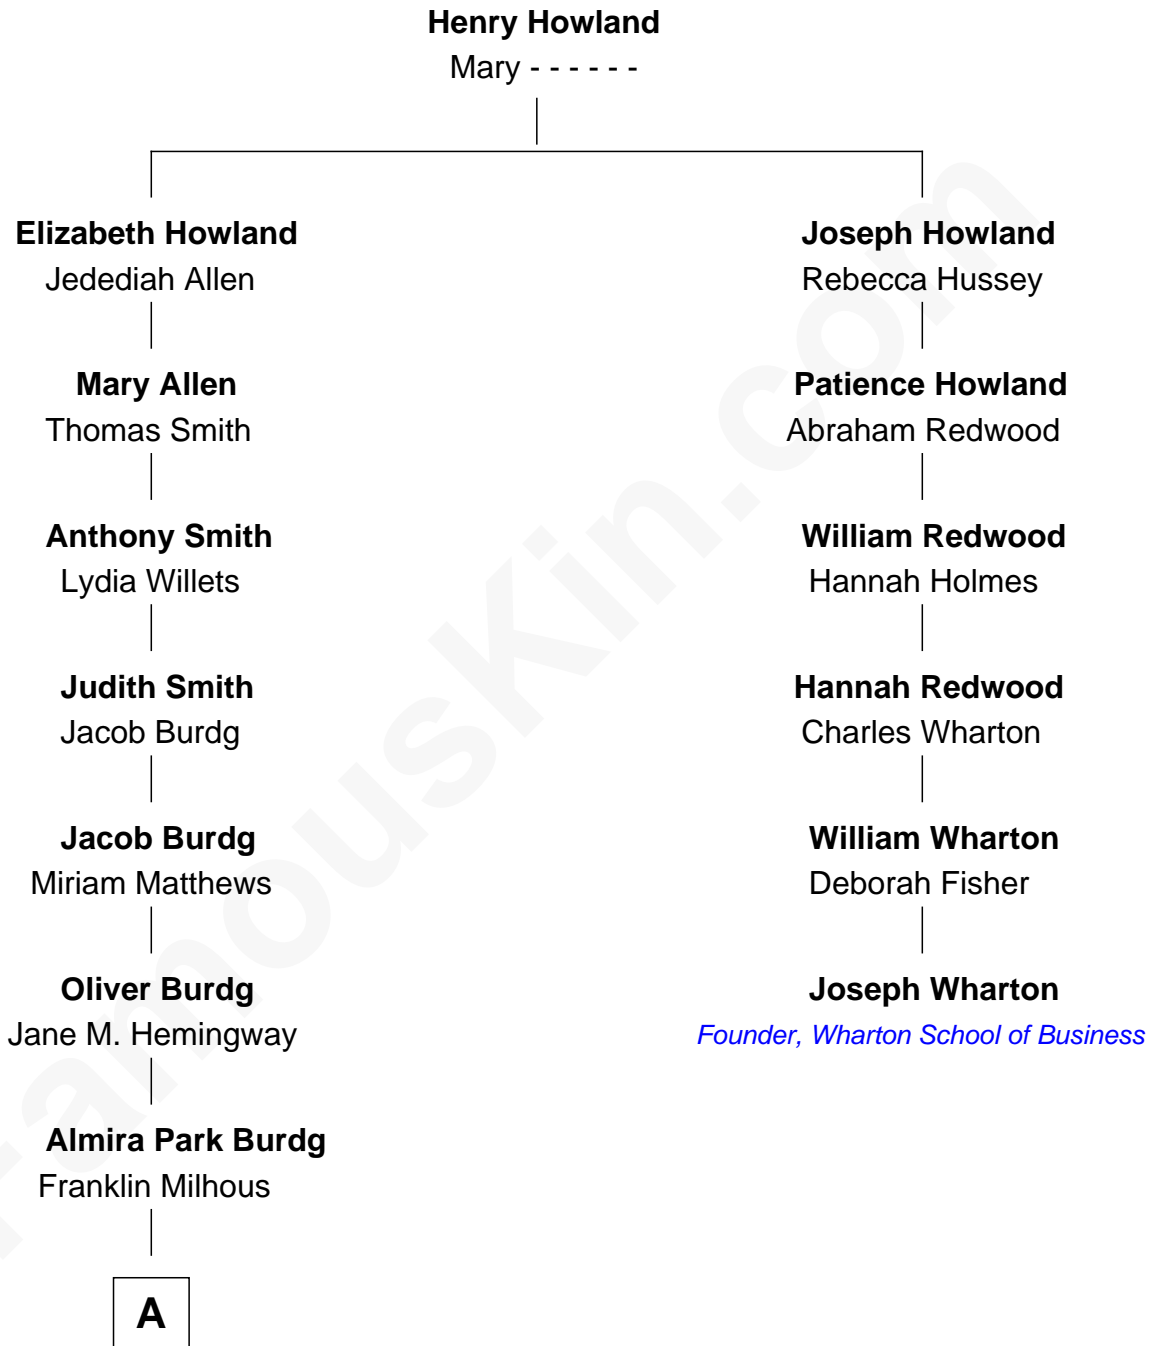 Henry Howland
Mary - - - - - -
Elizabeth Howland
Jedediah Allen
Joseph Howland
Rebecca Hussey
Mary Allen
Thomas Smith
Patience Howland
Abraham Redwood
Anthony Smith
Lydia Willets
William Redwood
Hannah Holmes
Judith Smith
Jacob Burdg
Hannah Redwood
Charles Wharton
Jacob Burdg
Miriam Matthews
William Wharton
Deborah Fisher
Oliver Burdg
Jane M. Hemingway
Joseph Wharton
Founder, Wharton School of Business
Almira Park Burdg
Franklin Milhous
A
FamousKin.com